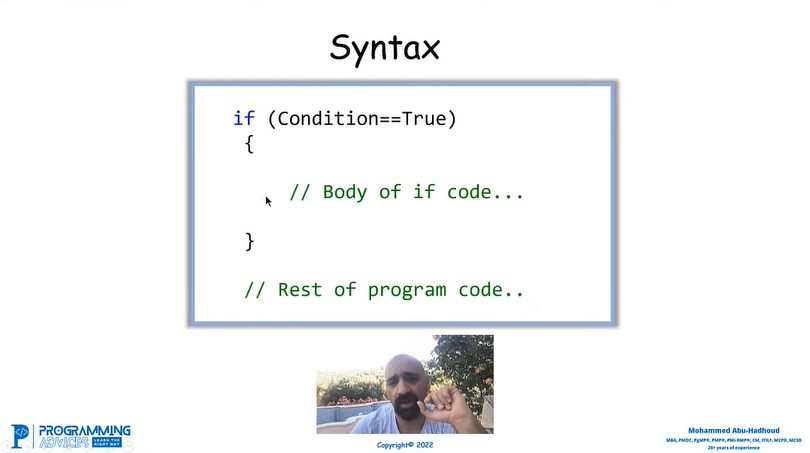 Syntax
if (Condition==True)
{
// Body of if code...
}
// Rest of program code..
PROGRAMMING
ADVICES
LEARN THE
RIGHT WAY
Copyright© 2022
Mohammed Abu-Hadhoud
MBA, PMOC, PgMP®, PMP®, PMI-RMP®, CM, ITILF, MCPD, MCSD
26+ years of experience